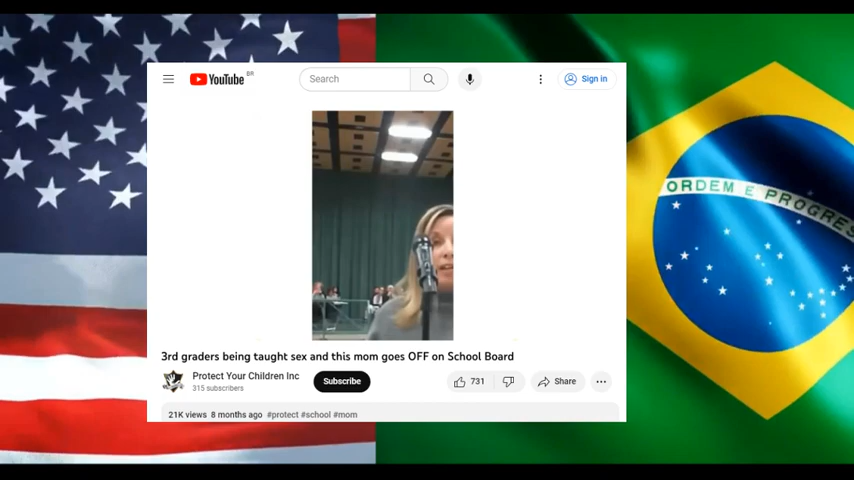 YouTube BR
Search
Sign in
ORDEM E PROGRES
3rd graders being taught sex and this mom goes OFF on School Board
Protect Your Children Inc
315 subscribers
Subscribe
731
Share
21K views 8 months ago #protect #school #mom